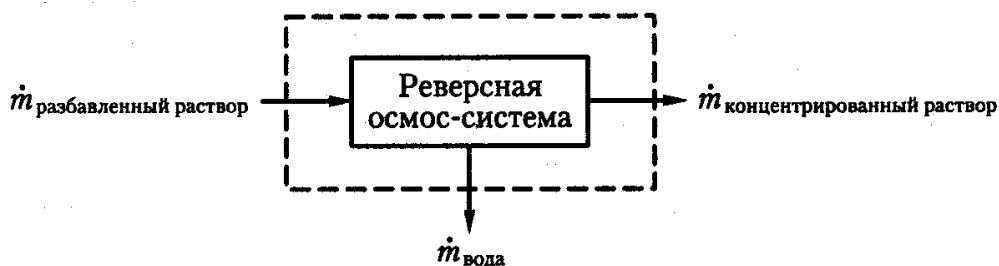 Реверсная
осмос-система
ṁ разбавленный раствор
ṁ концентрированный раствор
ṁ вода